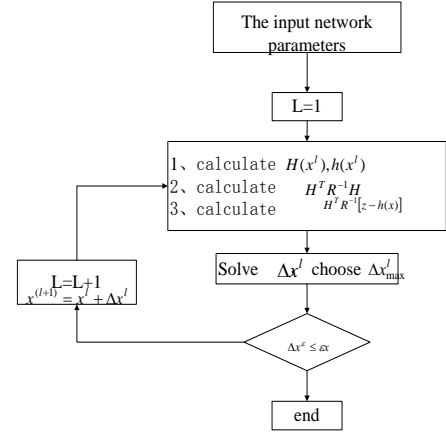 The input network
parameters
L=1
1、calculate H(x^l),h(x^l)
2、calculate H^T R^{-1} H
3、calculate H^T R^{-1}[z-h(x)]
Solve Δx^l choose Δx^l_max
L=L+1
x^{(l+1)} = x^l + Δx^l
Δx^ε ≤ εx
end